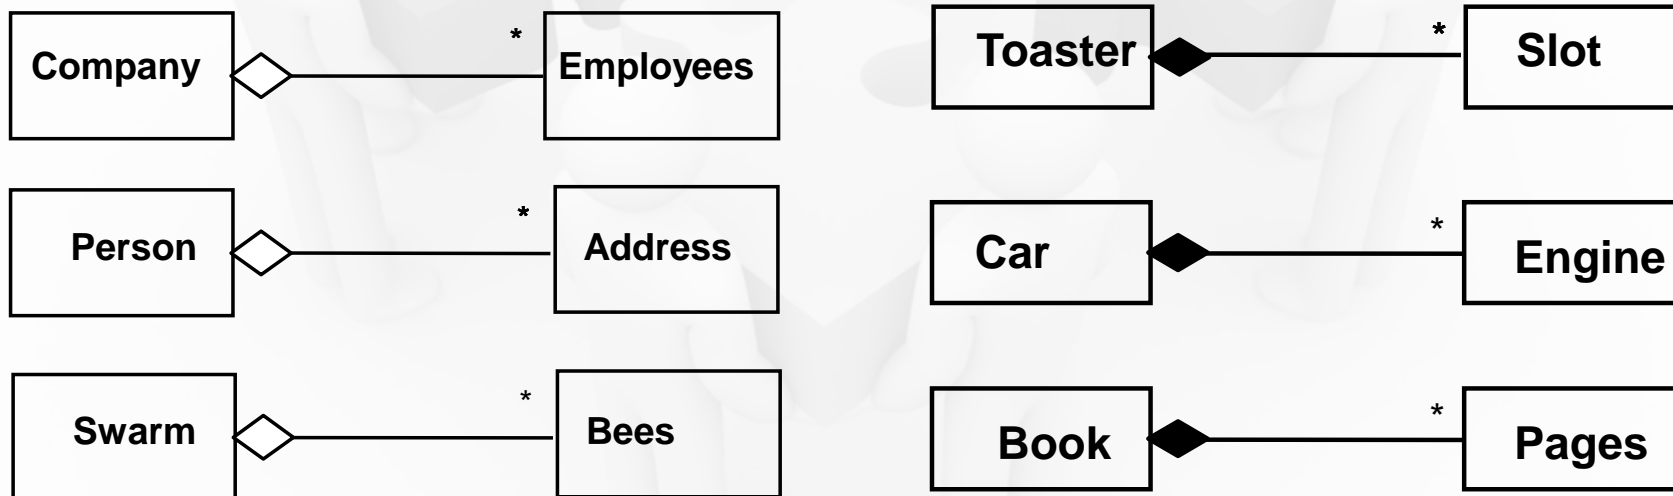 Company * Employees
Person * Address
Swarm * Bees
Toaster * Slot
Car * Engine
Book * Pages